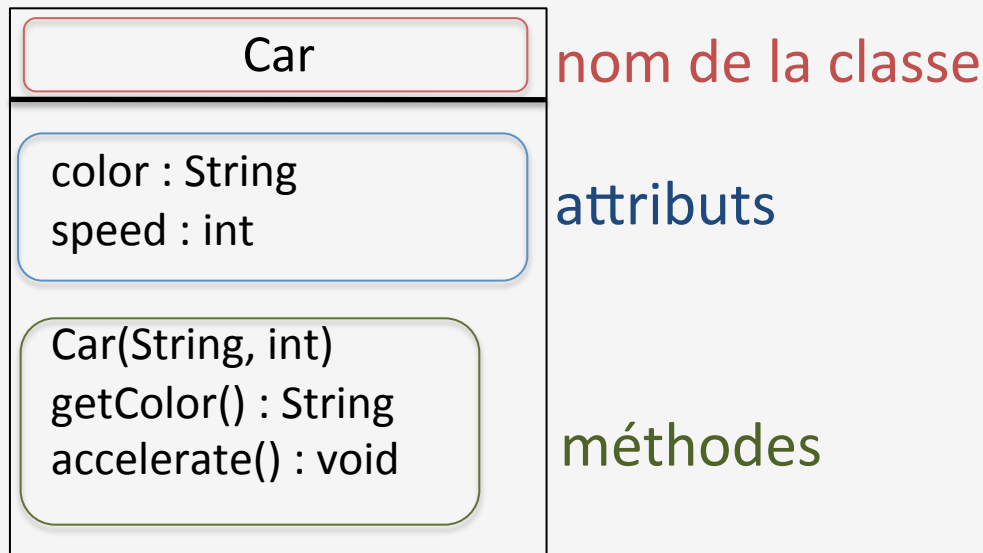 Car
nom de la classe
color : String
speed : int
attributs
Car(String, int)
getColor() : String
accelerate() : void
méthodes